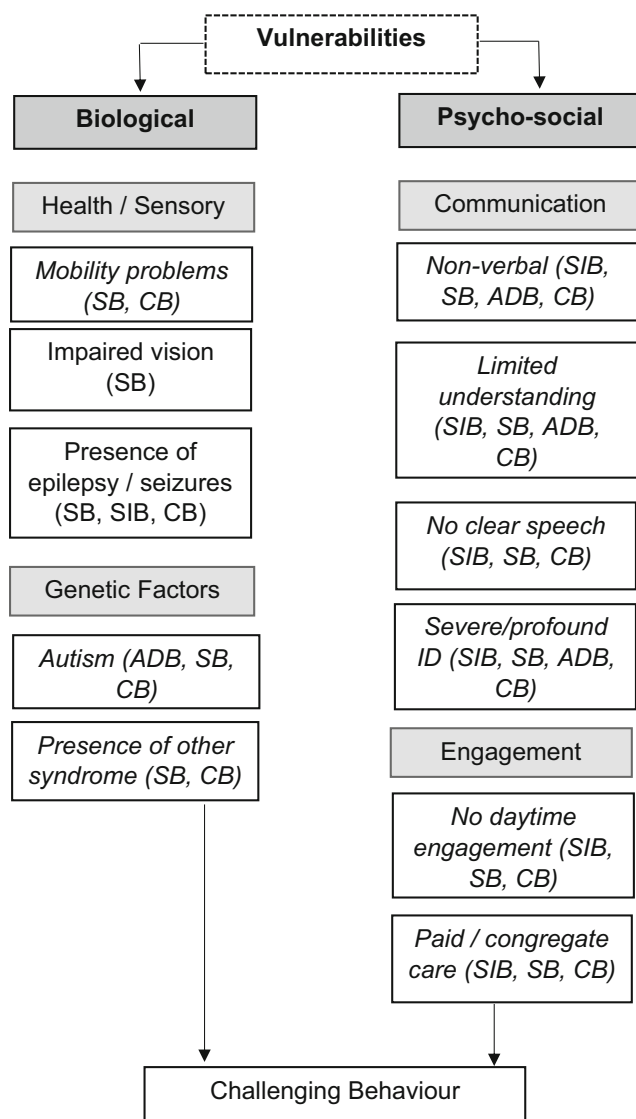 Vulnerabilities
Biological
Health / Sensory
Mobility problems
(SB, CB)
Impaired vision
(SB)
Presence of
epilepsy / seizures
(SB, SIB, CB)
Genetic Factors
Autism (ADB, SB,
CB)
Presence of other
syndrome (SB, CB)
Psycho-social
Communication
Non-verbal (SIB,
SB, ADB, CB)
Limited
understanding
(SIB, SB, ADB,
CB)
No clear speech
(SIB, SB, CB)
Severe/profound
ID (SIB, SB, ADB,
CB)
Engagement
No daytime
engagement (SIB,
SB, CB)
Paid / congregate
care (SIB, SB, CB)
Challenging Behaviour